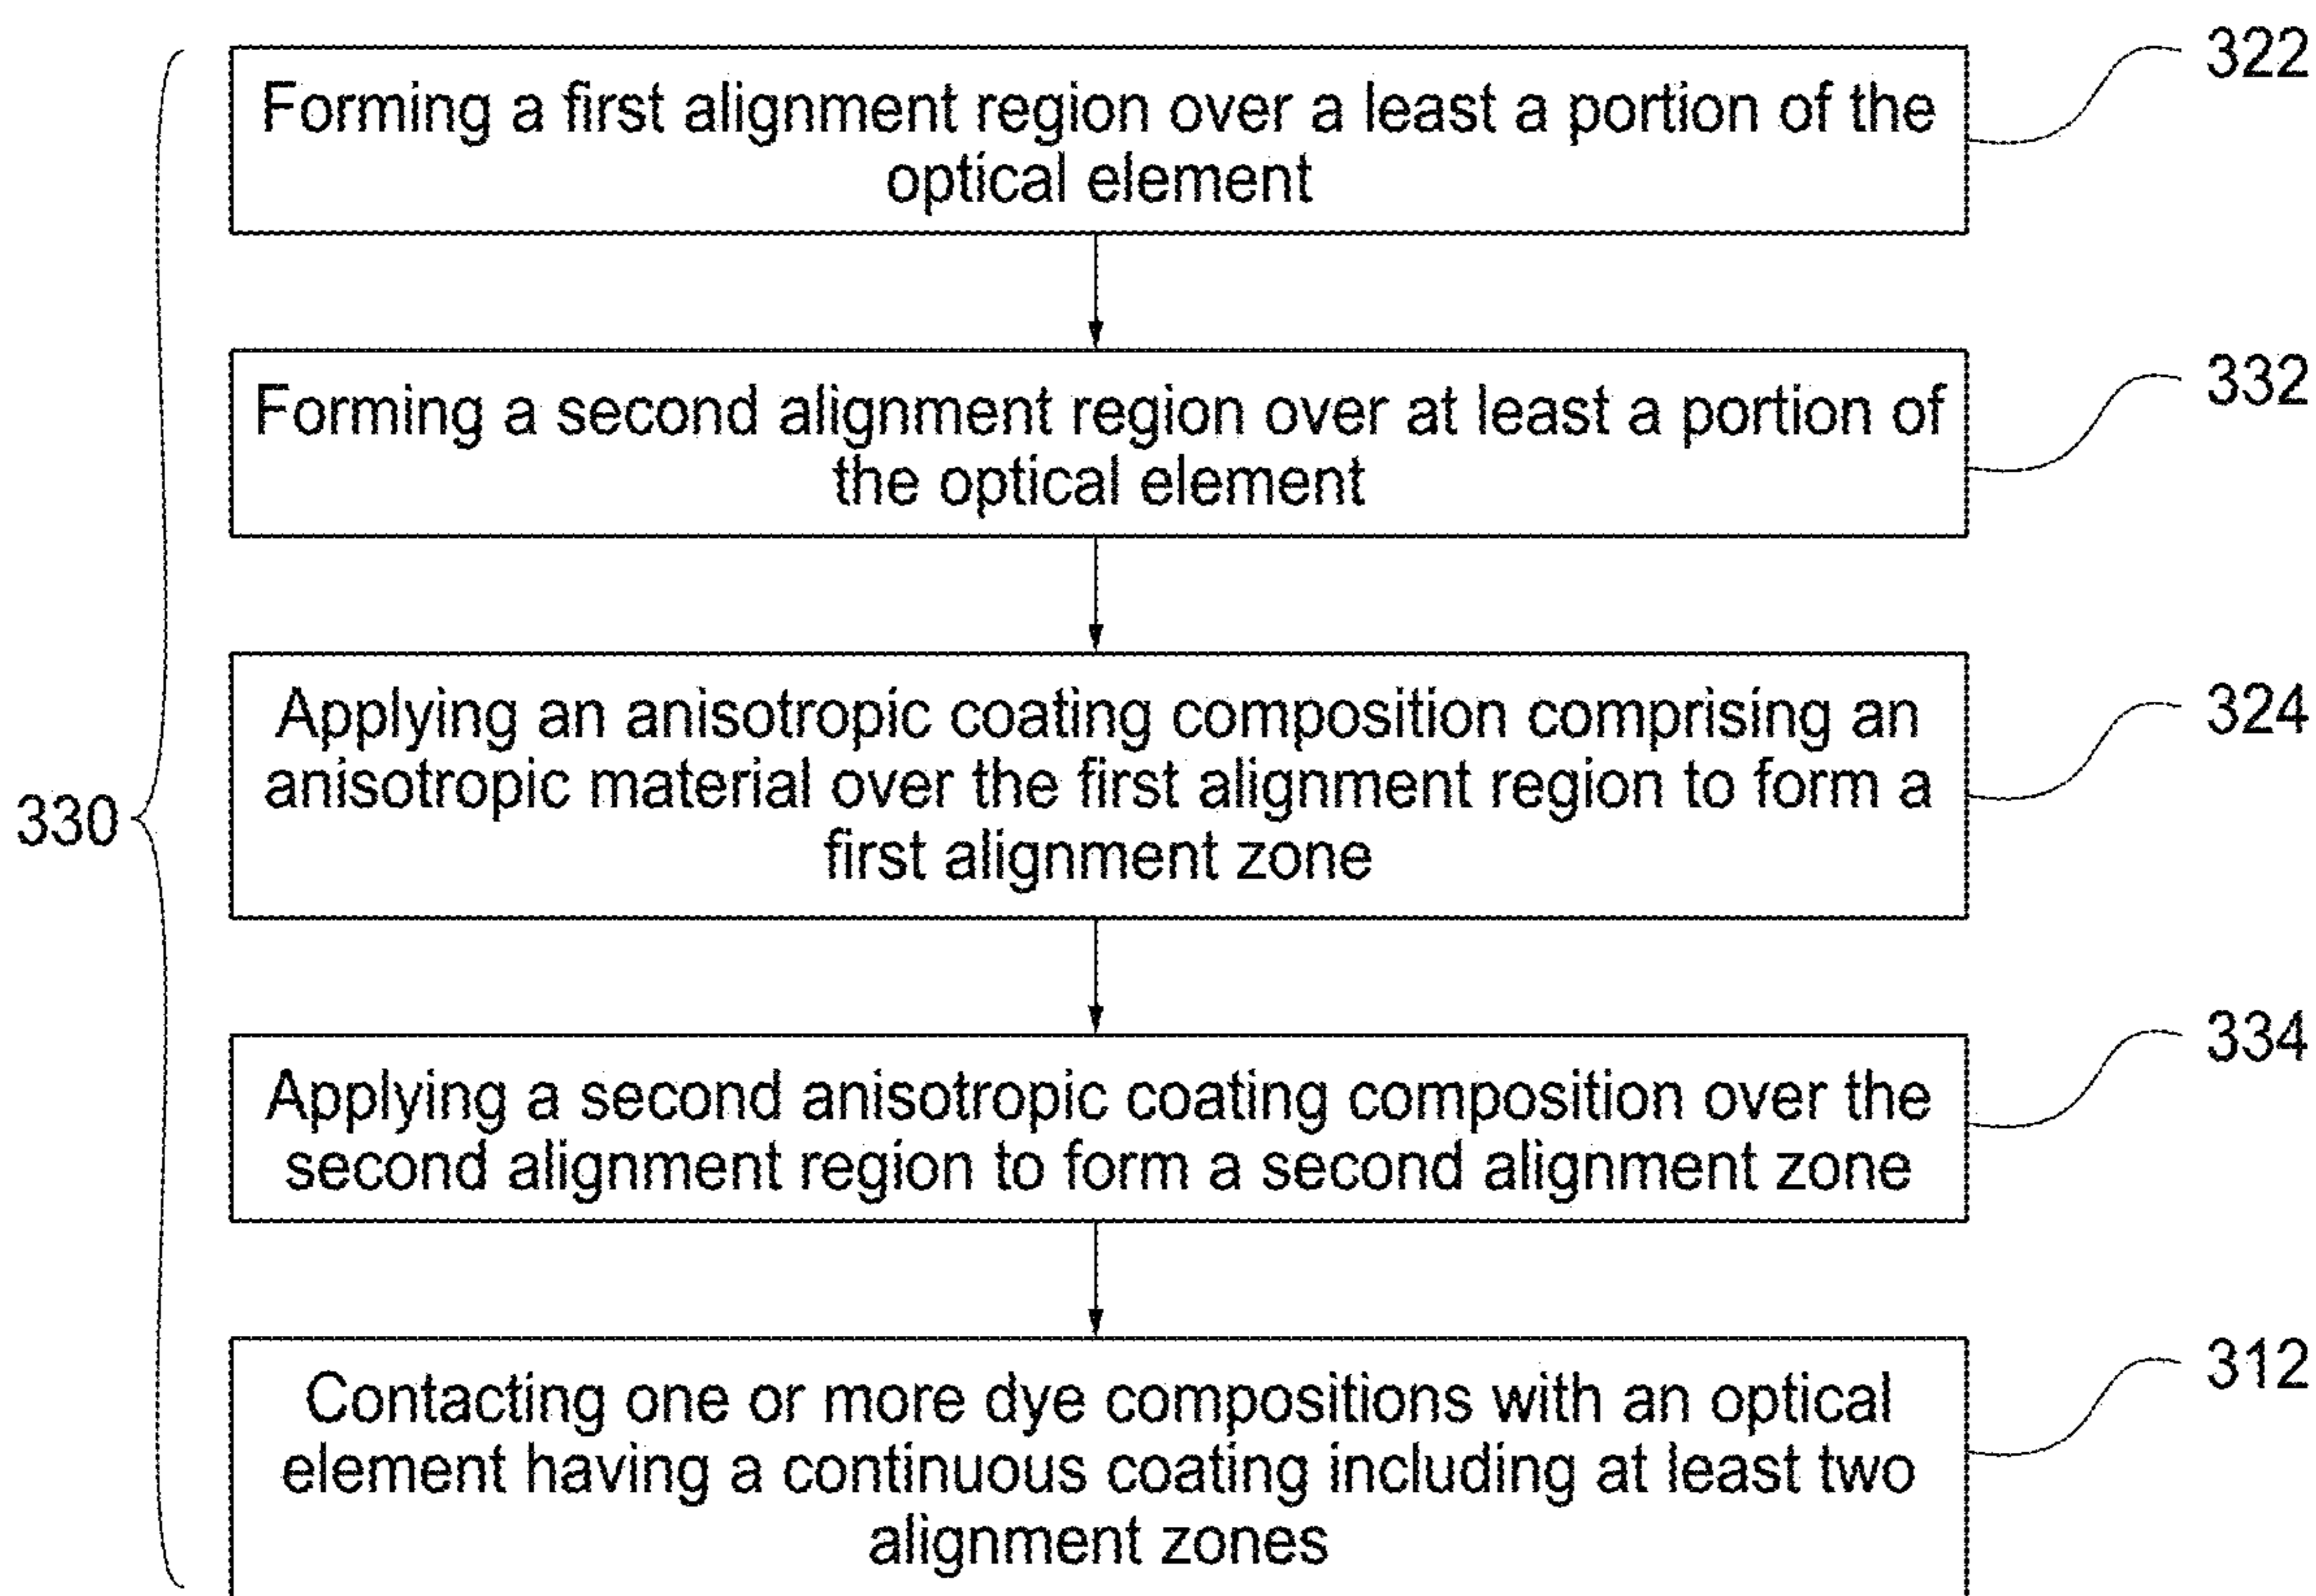 322
Forming a first alignment region over a least a portion of the
optical element
332
Forming a second alignment region over at least a portion of
the optical element
324
Applying an anisotropic coating composition comprising an
anisotropic material over the first alignment region to form a
first alignment zone
330
334
Applying a second anisotropic coating composition over the
second alignment region to form a second alignment zone
312
Contacting one or more dye compositions with an optical
element having a continuous coating including at least two
alignment zones